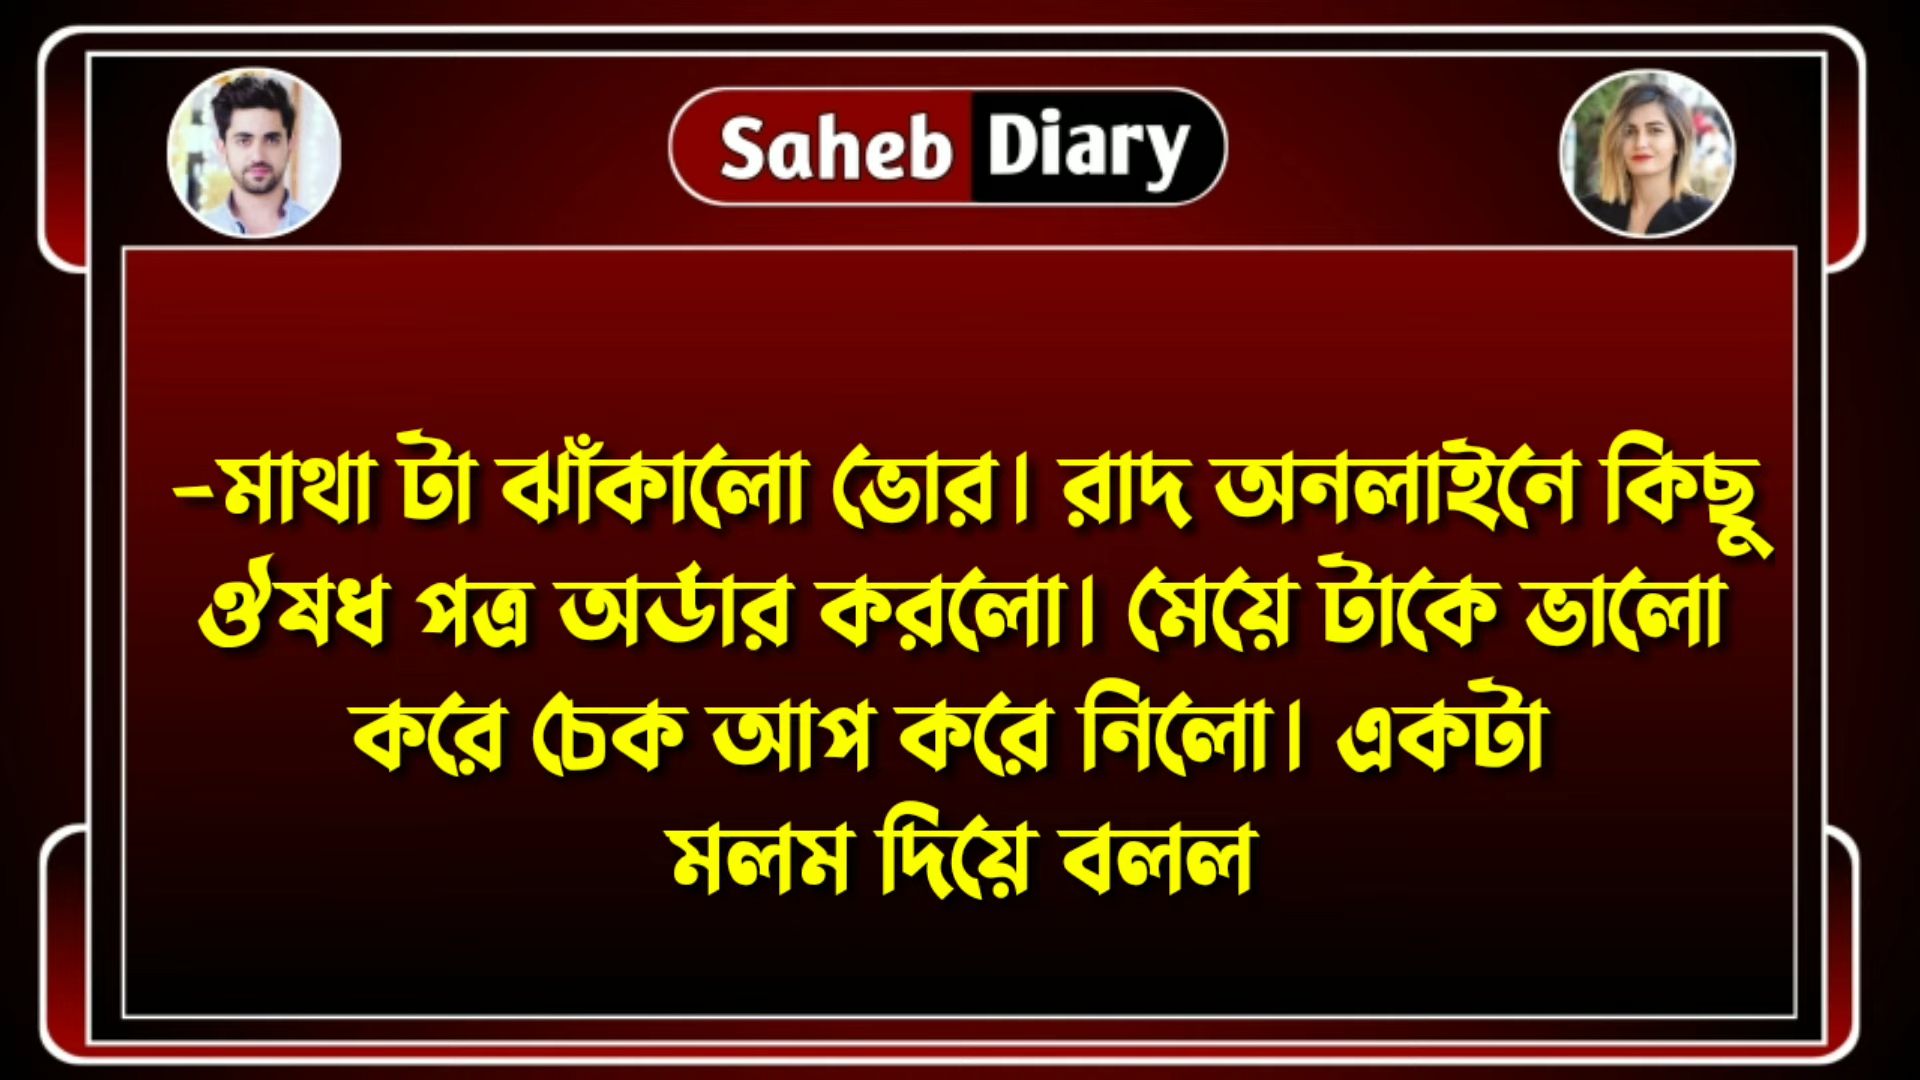 Saheb Diary
-মাথা টা ঝাঁকালো ভোর। রাদ অনলাইনে কিছু
ঔষধ পত্র অর্ডার করলো। মেয়ে টাকে ভালো
করে চেক আপ করে নিলো। একটা
মলম দিয়ে বলল